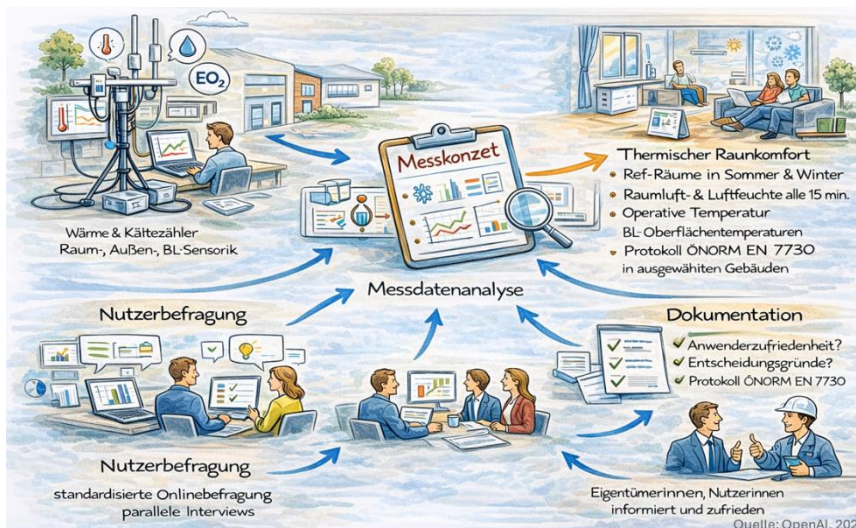 EO₂
Messkonzet
Wärme & Kältezähler
Raum-, Außen-, BL-Sensorik
Thermischer Raunkomfort
Ref-Räume in Sommer & Winter
Raumluft- & Luftfeuchte alle 15 min.
Operative Temperatur
BL-Oberflächentemperaturen
Protokoll ÖNORM EN 7730
in ausgewähiten Gebäuden
Messdatenanalyse
Nutzerbefragung
Dokumentation
Anwenderzufriedenheit?
Entscheidungsgründe?
Protokoll ÖNORM EN 7730
Nutzerbefragung
standardisierte Onlinebefragung
parallele Interviews
Eigentümerinnen, Nutzerinnen
informiert und zufrieden
Quelle: OpenAI, 202